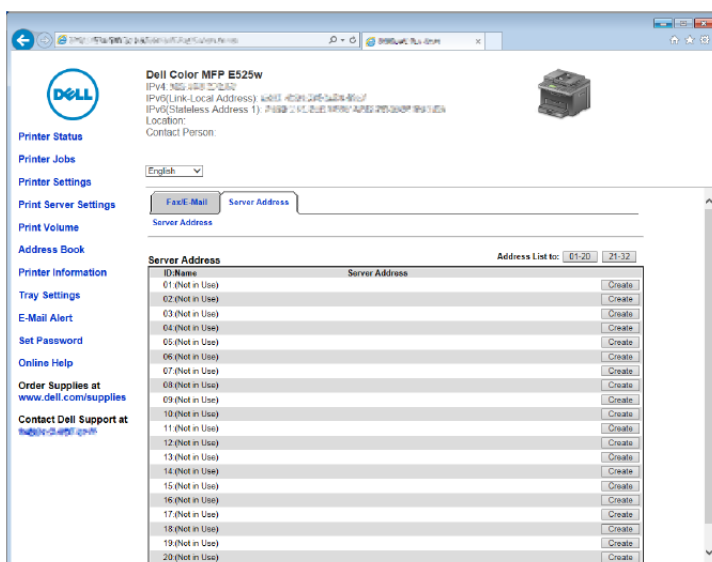 DELL
Dell Color MFP E525w
IPv4:
IPv6(Link-Local Address):
IPv6(Stateless Address 1):
Location:
Contact Person:
English
Printer Status
Printer Jobs
Printer Settings
Print Server Settings
Print Volume
Address Book
Printer Information
Tray Settings
E-Mail Alert
Set Password
Online Help
Order Supplies at
www.dell.com/supplies
Contact Dell Support at
Fax/E-Mail Server Address
Server Address
Server Address Address List to: 01-20 21-32
ID:Name Server Address
01:(Not in Use) Create
02:(Not in Use) Create
03:(Not in Use) Create
04:(Not in Use) Create
05:(Not in Use) Create
06:(Not in Use) Create
07:(Not in Use) Create
08:(Not in Use) Create
09:(Not in Use) Create
10:(Not in Use) Create
11:(Not in Use) Create
12:(Not in Use) Create
13:(Not in Use) Create
14:(Not in Use) Create
15:(Not in Use) Create
16:(Not in Use) Create
17:(Not in Use) Create
18:(Not in Use) Create
19:(Not in Use) Create
20:(Not in Use) Create